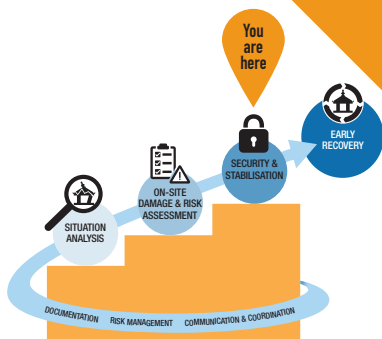 You
are
here
EARLY
RECOVERY
SECURITY &
STABILISATION
ON-SITE
DAMAGE & RISK
ASSESSMENT
SITUATION
ANALYSIS
DOCUMENTATION RISK MANAGEMENT COMMUNICATION & COORDINATION